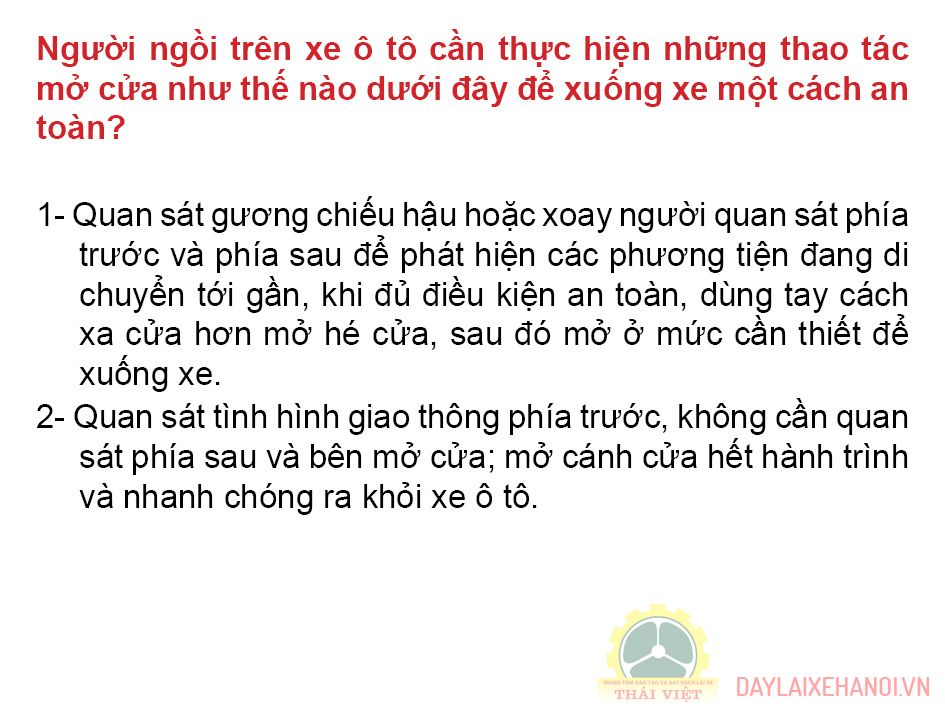 Người ngồi trên xe ô tô cần thực hiện những thao tác
mở cửa như thế nào dưới đây để xuống xe một cách an
toàn?
1- Quan sát gương chiếu hậu hoặc xoay người quan sát phía
trước và phía sau để phát hiện các phương tiện đang di
chuyển tới gần, khi đủ điều kiện an toàn, dùng tay cách
xa cửa hơn mở hé cửa, sau đó mở ở mức cần thiết để
xuống xe.
2- Quan sát tình hình giao thông phía trước, không cần quan
sát phía sau và bên mở cửa; mở cánh cửa hết hành trình
và nhanh chóng ra khỏi xe ô tô.
TRUNG TÂM ĐÀO TẠO VÀ SÁT HẠCH LÁI XE
THÁI VIỆT
DAYLAIXEHANOI.VN